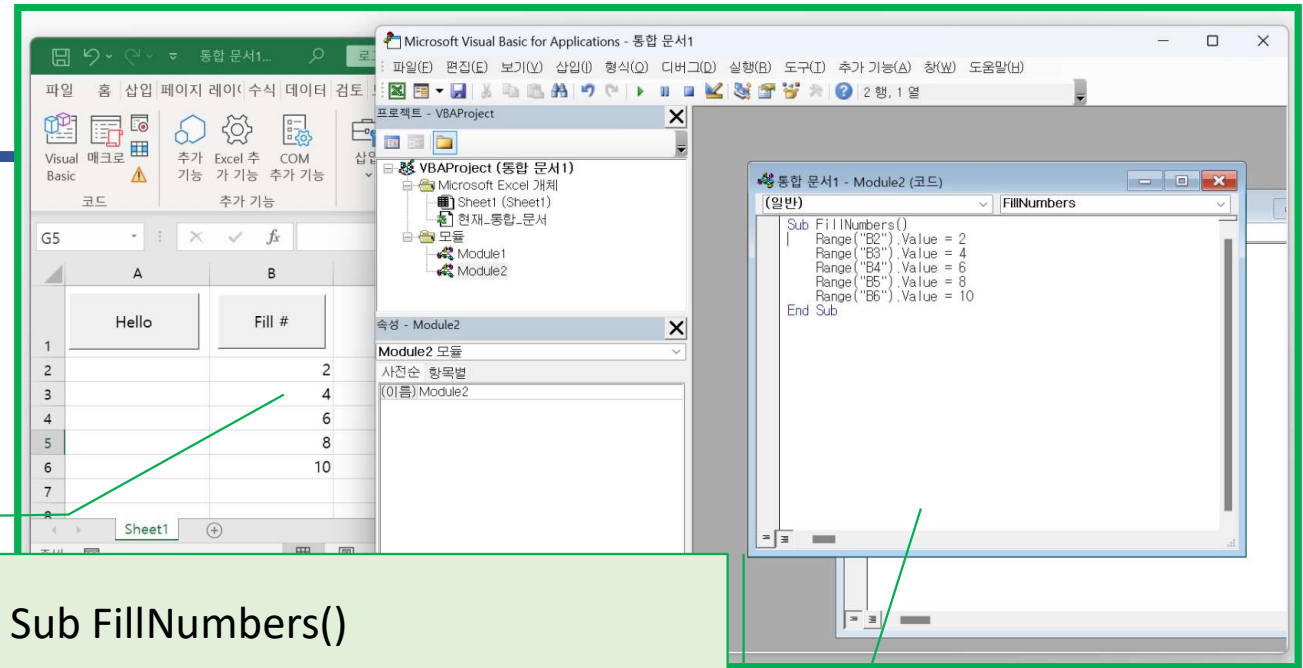 통합 문서1...
파일 홈 삽입 페이지 레이( 수식 데이터 검토
Visual Basic
매크로
추가 기능
Excel 추가 기능
COM 추가 기능
코드
추가 기능
G5
fx
A B
1 Hello Fill #
2 2
3 4
4 6
5 8
6 10
7
8
Sheet1
Microsoft Visual Basic for Applications - 통합 문서1
파일(F) 편집(E) 보기(V) 삽입(I) 형식(O) 디버그(D) 실행(R) 도구(T) 추가 기능(A) 창(W) 도움말(H)
2 행, 1 열
프로젝트 - VBAProject
VBAProject (통합 문서1)
Microsoft Excel 개체
Sheet1 (Sheet1)
현재_통합_문서
모듈
Module1
Module2
속성 - Module2
Module2 모듈
사전순 항목별
(이름) Module2
통합 문서1 - Module2 (코드)
(일반) FillNumbers
Sub FillNumbers()
Range("B2").Value = 2
Range("B3").Value = 4
Range("B4").Value = 6
Range("B5").Value = 8
Range("B6").Value = 10
End Sub
Sub FillNumbers()